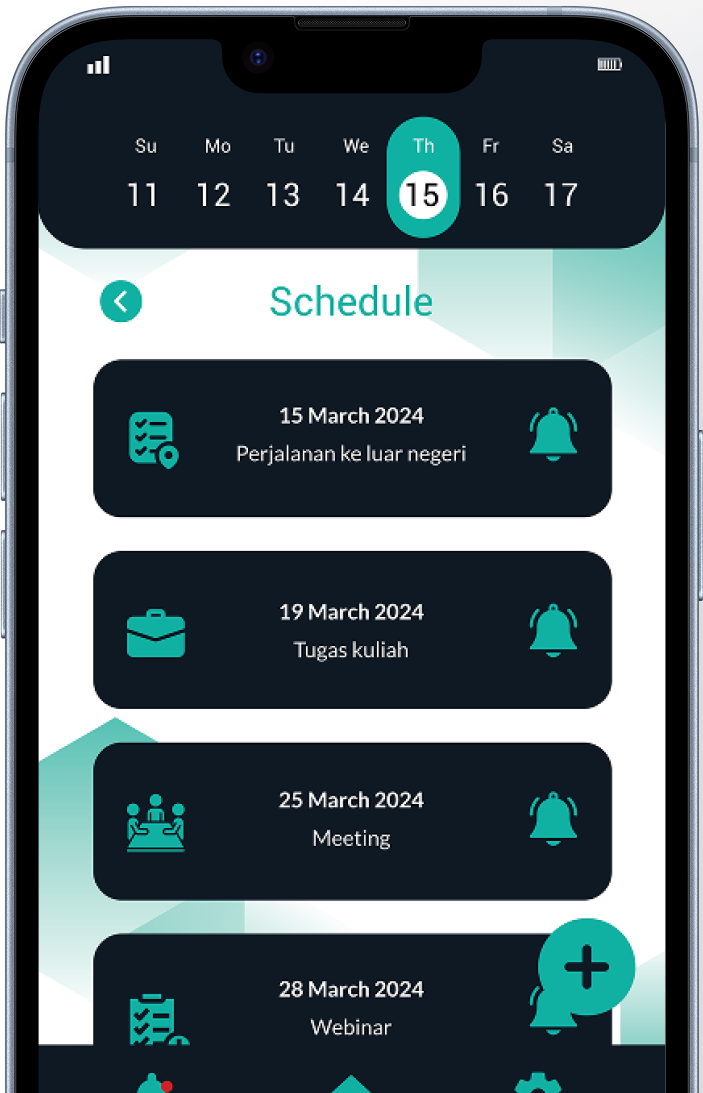 Su Mo Tu We Th Fr Sa
11 12 13 14 15 16 17
Schedule
15 March 2024
Perjalanan ke luar negeri
19 March 2024
Tugas kuliah
25 March 2024
Meeting
28 March 2024
Webinar